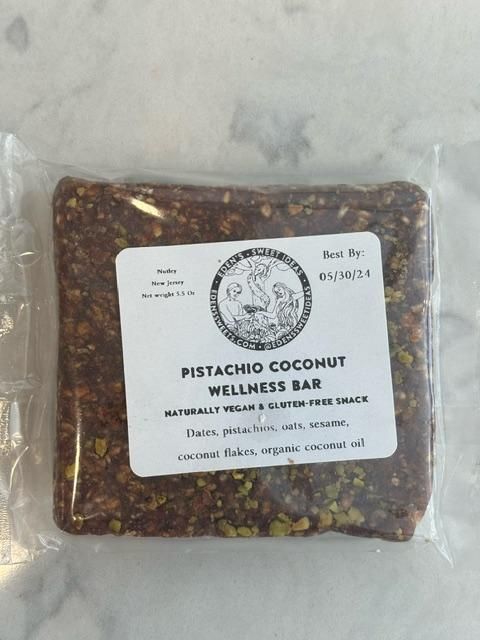 Nutley
New Jersey
Net weight 5.5 Oz
EDEN'S • SWEET IDEAS
EDENSSWEETS.COM • @EDENSSWEETIDEAS
Best By:
05/30/24
PISTACHIO COCONUT
WELLNESS BAR
NATURALLY VEGAN & GLUTEN-FREE SNACK
Dates, pistachios, oats, sesame,
coconut flakes, organic coconut oil